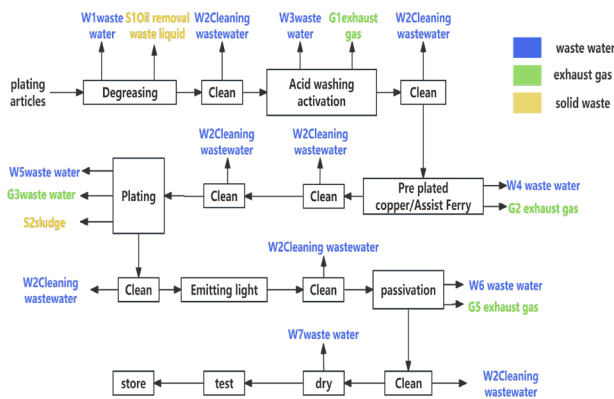 W1waste
water
S1Oil removal
waste liquid
W2Cleaning
wastewater
W3waste
water
G1exhaust
gas
W2Cleaning
wastewater
waste water
exhaust gas
solid waste
plating
articles
Degreasing
Clean
Acid washing
activation
Clean
W2Cleaning
wastewater
W2Cleaning
wastewater
W5waste water
G3waste water
S2sludge
Plating
Clean
Clean
Pre plated
copper/Assist Ferry
W4 waste water
G2 exhaust gas
W2Cleaning wastewater
W2Cleaning
wastewater
Clean
Emitting light
Clean
passivation
W6 waste water
G5 exhaust gas
W7waste water
store
test
dry
Clean
W2Cleaning
wastewater